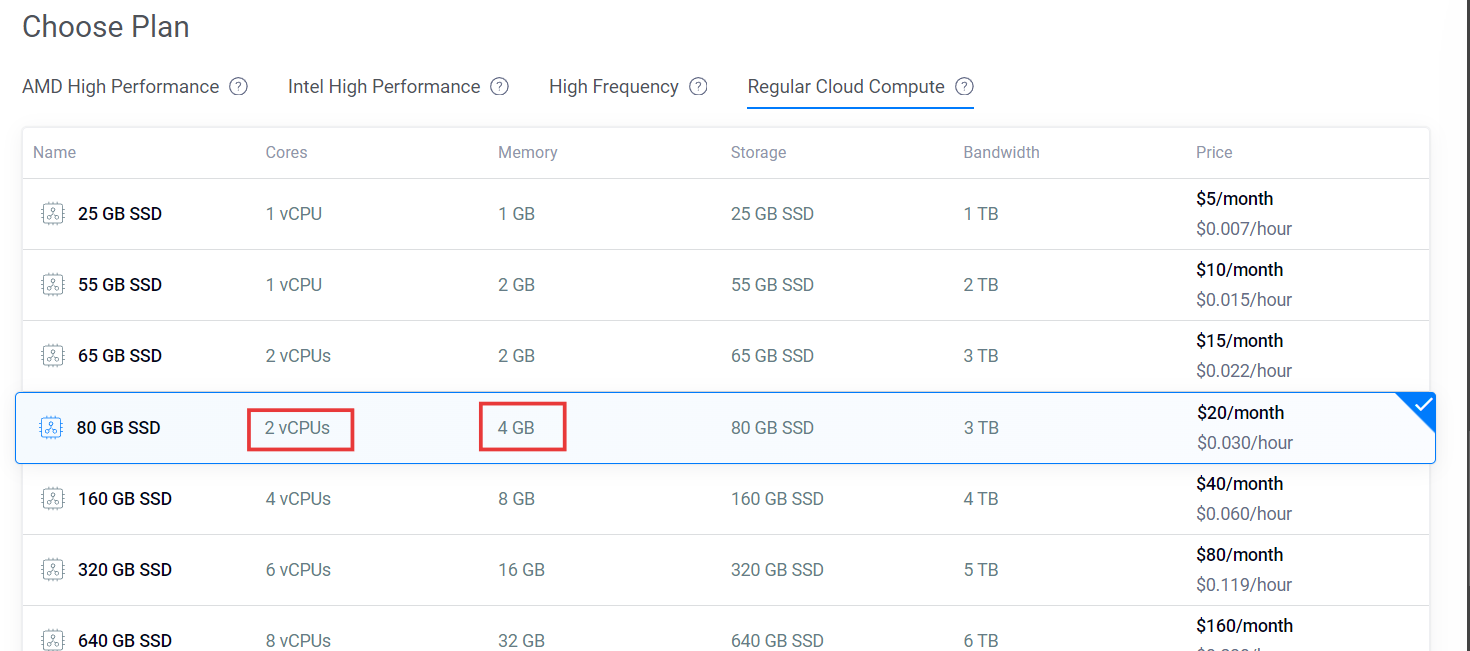 Choose Plan
AMD High Performance ? Intel High Performance ? High Frequency ? Regular Cloud Compute ?
Name Cores Memory Storage Bandwidth Price
25 GB SSD 1 vCPU 1 GB 25 GB SSD 1 TB $5/month
$0.007/hour
55 GB SSD 1 vCPU 2 GB 55 GB SSD 2 TB $10/month
$0.015/hour
65 GB SSD 2 vCPUs 2 GB 65 GB SSD 3 TB $15/month
$0.022/hour
80 GB SSD 2 vCPUs 4 GB 80 GB SSD 3 TB $20/month
$0.030/hour
160 GB SSD 4 vCPUs 8 GB 160 GB SSD 4 TB $40/month
$0.060/hour
320 GB SSD 6 vCPUs 16 GB 320 GB SSD 5 TB $80/month
$0.119/hour
640 GB SSD 8 vCPUs 32 GB 640 GB SSD 6 TB $160/month